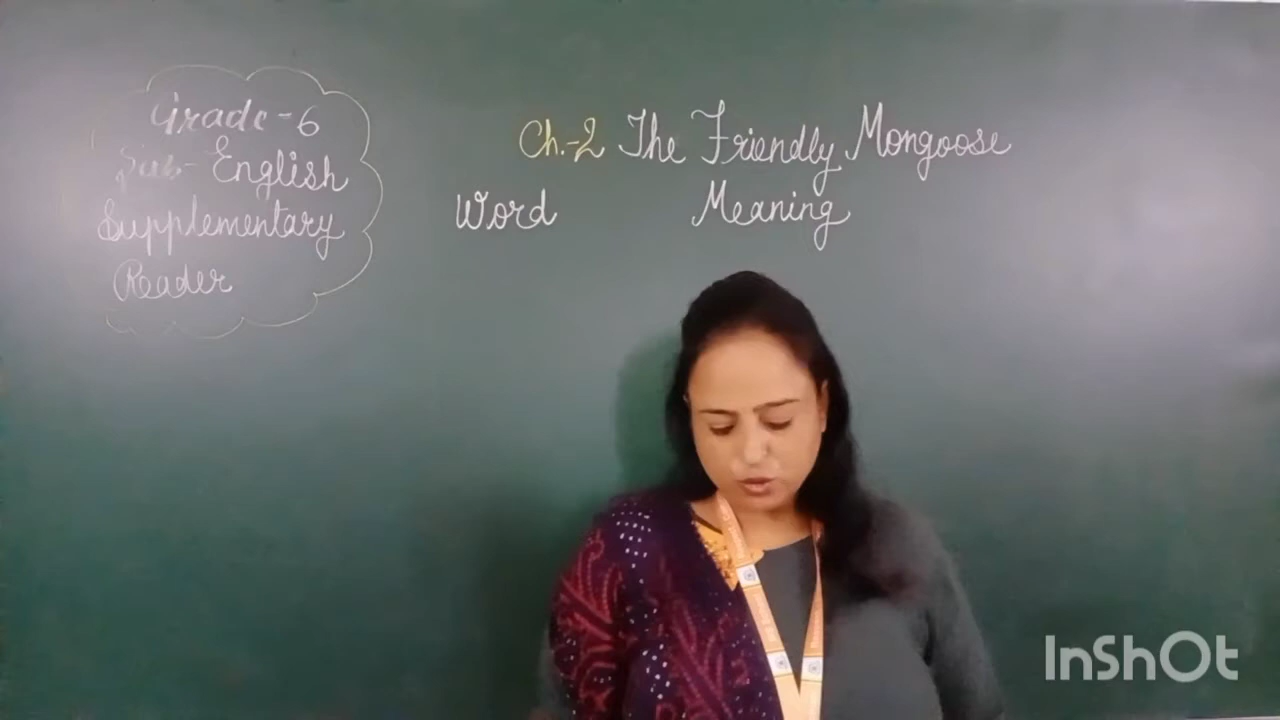 Grade-6
Sub- English
Supplementary
Reader
Ch.-2 The Friendly Mongoose
Word Meaning
InShOt